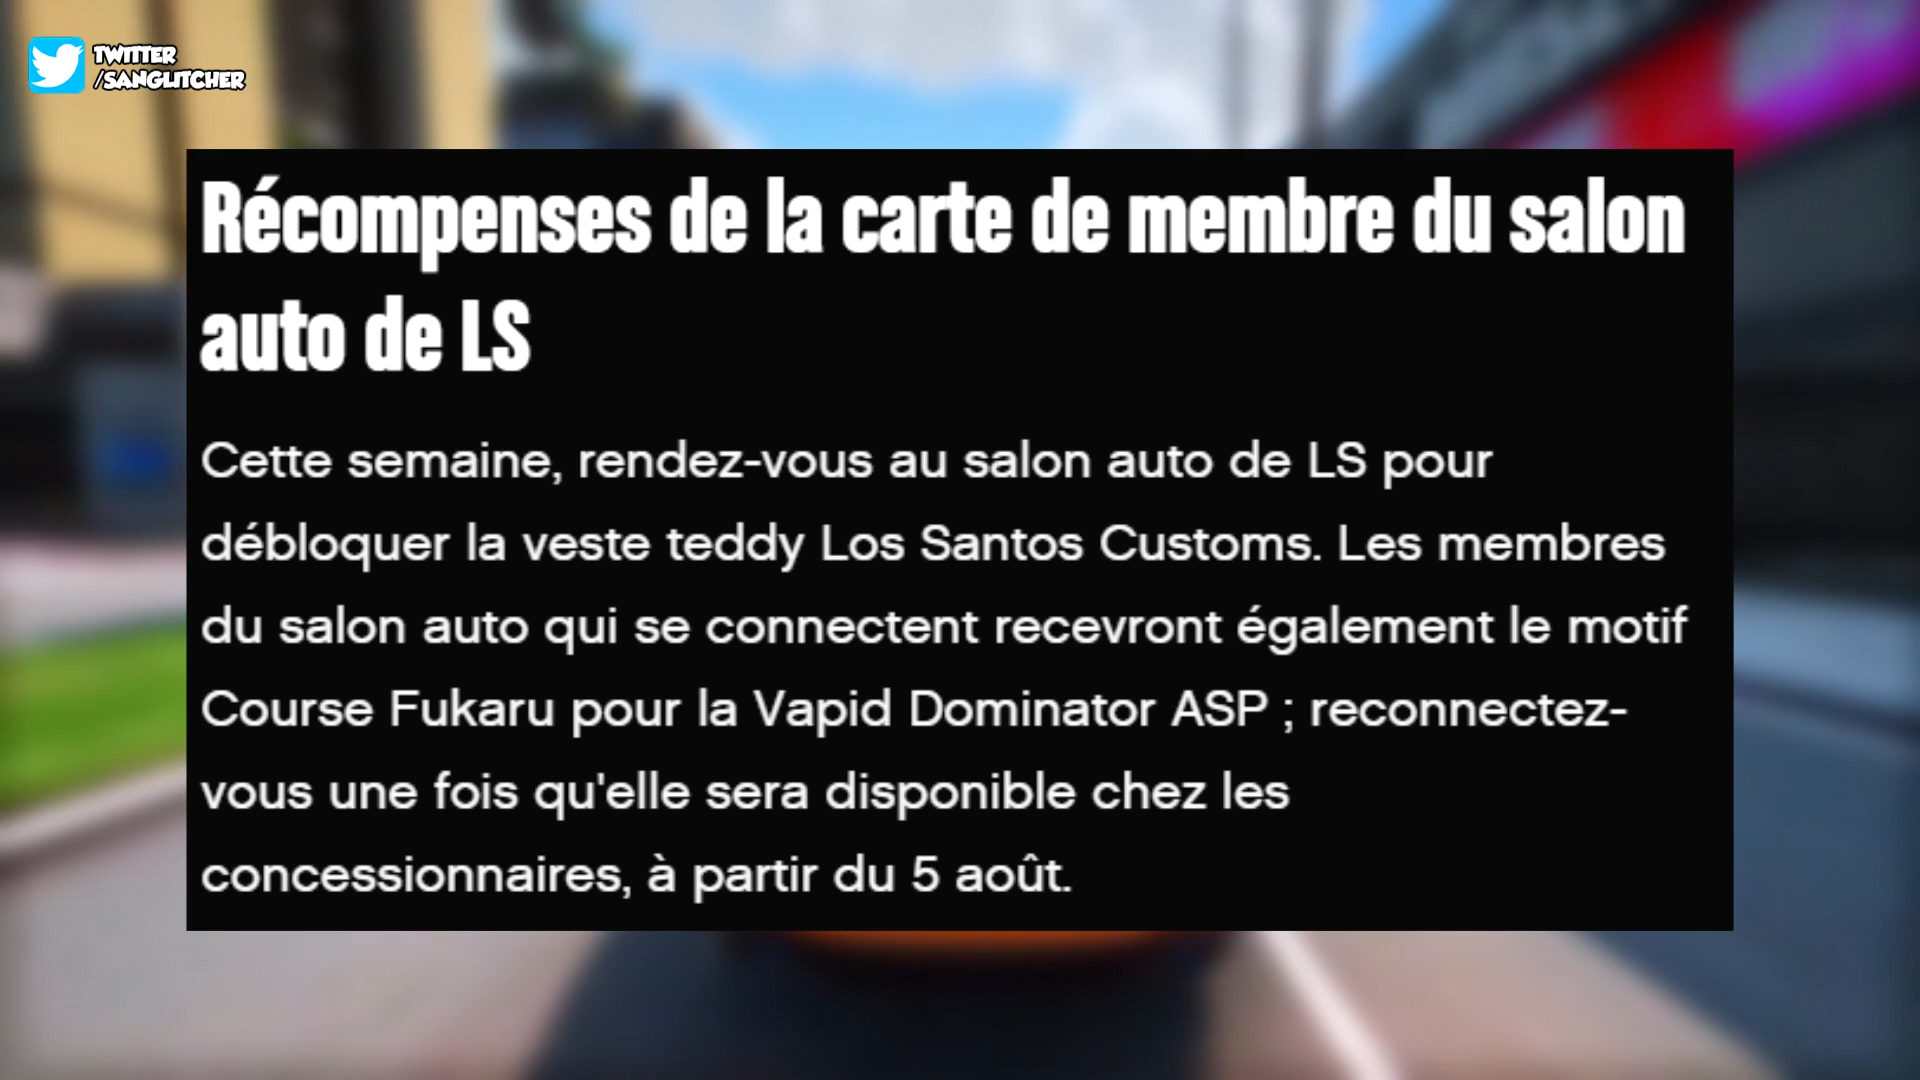 TWITTER
/SANGLITCHER
Récompenses de la carte de membre du salon
auto de LS
Cette semaine, rendez-vous au salon auto de LS pour
débloquer la veste teddy Los Santos Customs. Les membres
du salon auto qui se connectent recevront également le motif
Course Fukaru pour la Vapid Dominator ASP ; reconnectez-
vous une fois qu'elle sera disponible chez les
concessionnaires, à partir du 5 août.